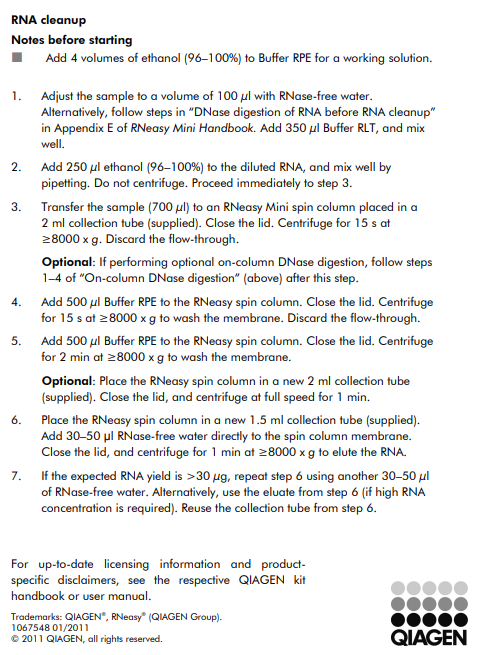 RNA cleanup
Notes before starting
■ Add 4 volumes of ethanol (96–100%) to Buffer RPE for a working solution.
1. Adjust the sample to a volume of 100 µl with RNase-free water.
Alternatively, follow steps in “DNase digestion of RNA before RNA cleanup”
in Appendix E of RNeasy Mini Handbook. Add 350 µl Buffer RLT, and mix
well.
2. Add 250 µl ethanol (96–100%) to the diluted RNA, and mix well by
pipetting. Do not centrifuge. Proceed immediately to step 3.
3. Transfer the sample (700 µl) to an RNeasy Mini spin column placed in a
2 ml collection tube (supplied). Close the lid. Centrifuge for 15 s at
≥8000 x g. Discard the flow-through.
Optional: If performing optional on-column DNase digestion, follow steps
1–4 of “On-column DNase digestion” (above) after this step.
4. Add 500 µl Buffer RPE to the RNeasy spin column. Close the lid. Centrifuge
for 15 s at ≥8000 x g to wash the membrane. Discard the flow-through.
5. Add 500 µl Buffer RPE to the RNeasy spin column. Close the lid. Centrifuge
for 2 min at ≥8000 x g to wash the membrane.
Optional: Place the RNeasy spin column in a new 2 ml collection tube
(supplied). Close the lid, and centrifuge at full speed for 1 min.
6. Place the RNeasy spin column in a new 1.5 ml collection tube (supplied).
Add 30–50 µl RNase-free water directly to the spin column membrane.
Close the lid, and centrifuge for 1 min at ≥8000 x g to elute the RNA.
7. If the expected RNA yield is >30 µg, repeat step 6 using another 30–50 µl
of RNase-free water. Alternatively, use the eluate from step 6 (if high RNA
concentration is required). Reuse the collection tube from step 6.
For up-to-date licensing information and product-
specific disclaimers, see the respective QIAGEN kit
handbook or user manual.
Trademarks: QIAGEN®, RNeasy® (QIAGEN Group).
1067548 01/2011
© 2011 QIAGEN, all rights reserved.
QIAGEN